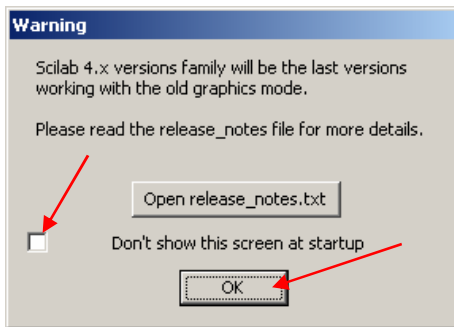 Warning
Scilab 4.x versions family will be the last versions
working with the old graphics mode.
Please read the release_notes file for more details.
Open release_notes.txt
Don't show this screen at startup
OK